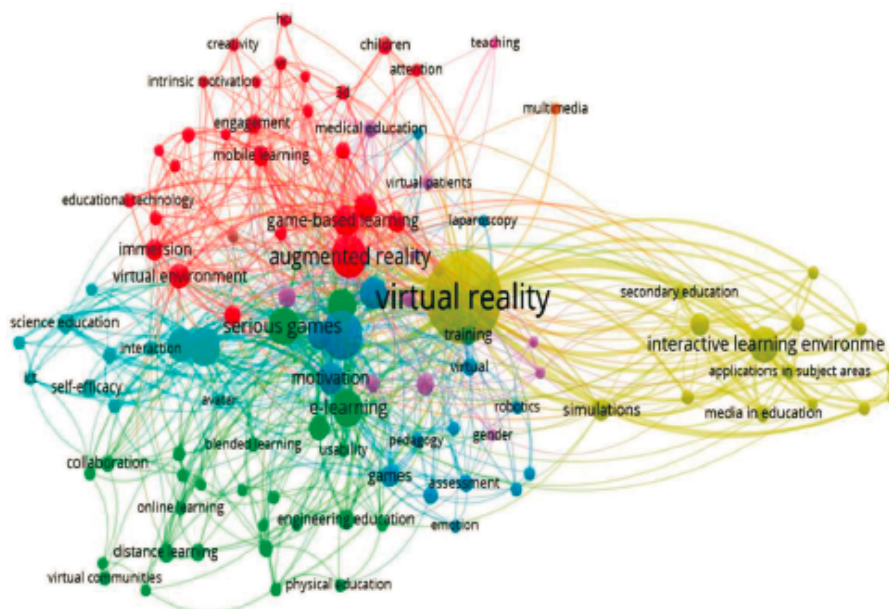 hci
creativity
children
teaching
attention
intrinsic motivation
3d
multimedia
engagement
medical education
mobile learning
virtual patients
educational technology
game-based learning
laparoscopy
immersion
augmented reality
virtual environment
virtual reality
secondary education
science education
serious games
training
interaction
interactive learning environme
virtual
applications in subject areas
ict
self-efficacy
motivation
avatar
e-learning
robotics
simulations
media in education
blended learning
usability
pedagogy
gender
collaboration
games
assessment
online learning
engineering education
emotion
distance learning
virtual communities
physical education